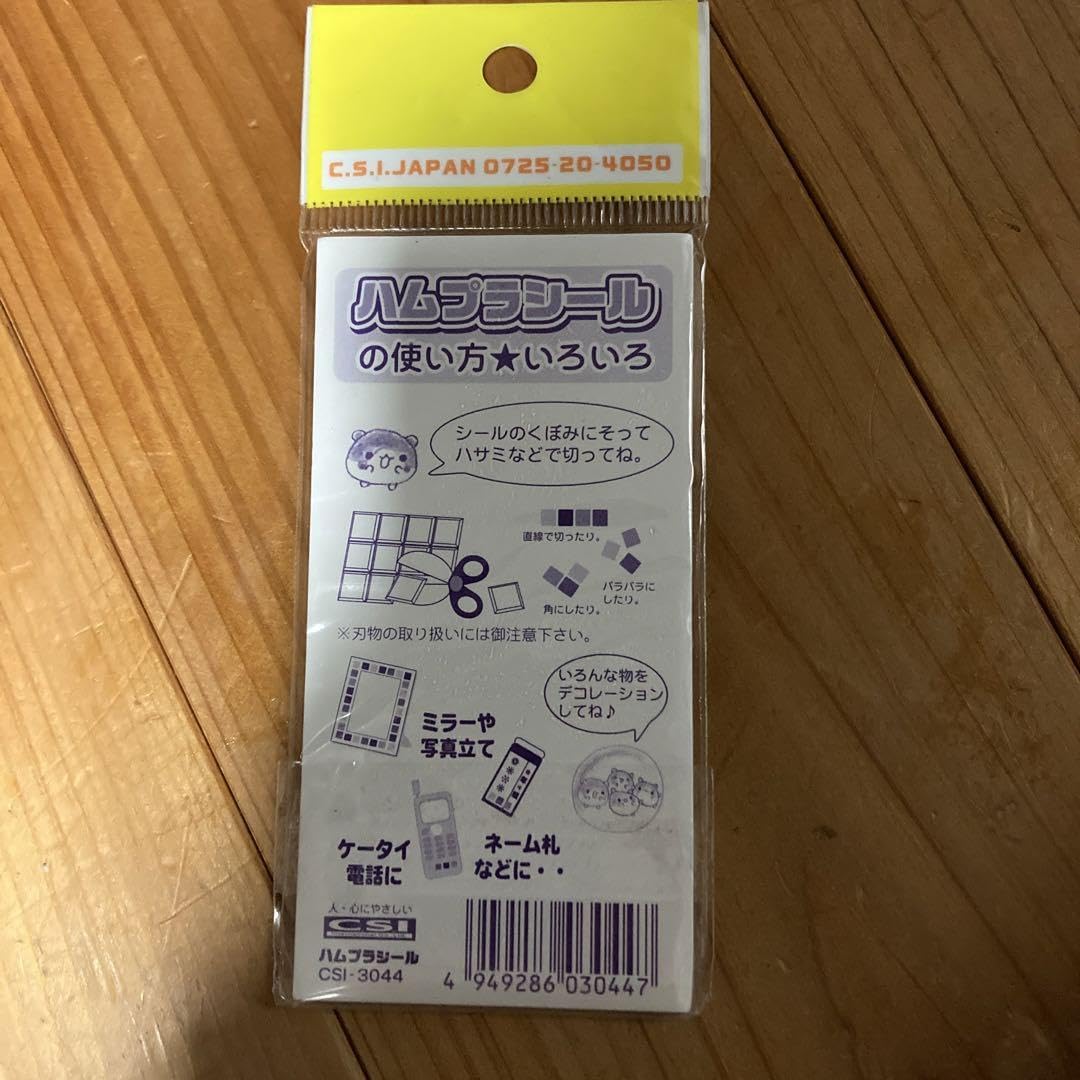 C.S.I.JAPAN 0725-20-4050
ハムプラシール
の使い方★いろいろ
シールのくぼみにそって
ハサミなどで切ってね。
直線で切ったり。
バラバラに
したり。
角にしたり。
※刃物の取り扱いには御注意下さい。
いろんな物を
デコレーション
してね♪
ミラーや
写真立て
ケータイ
電話に
ネーム札
などに・・
人・心にやさしい
CSI
ハムプラシール
CSI-3044
4 949286 030447